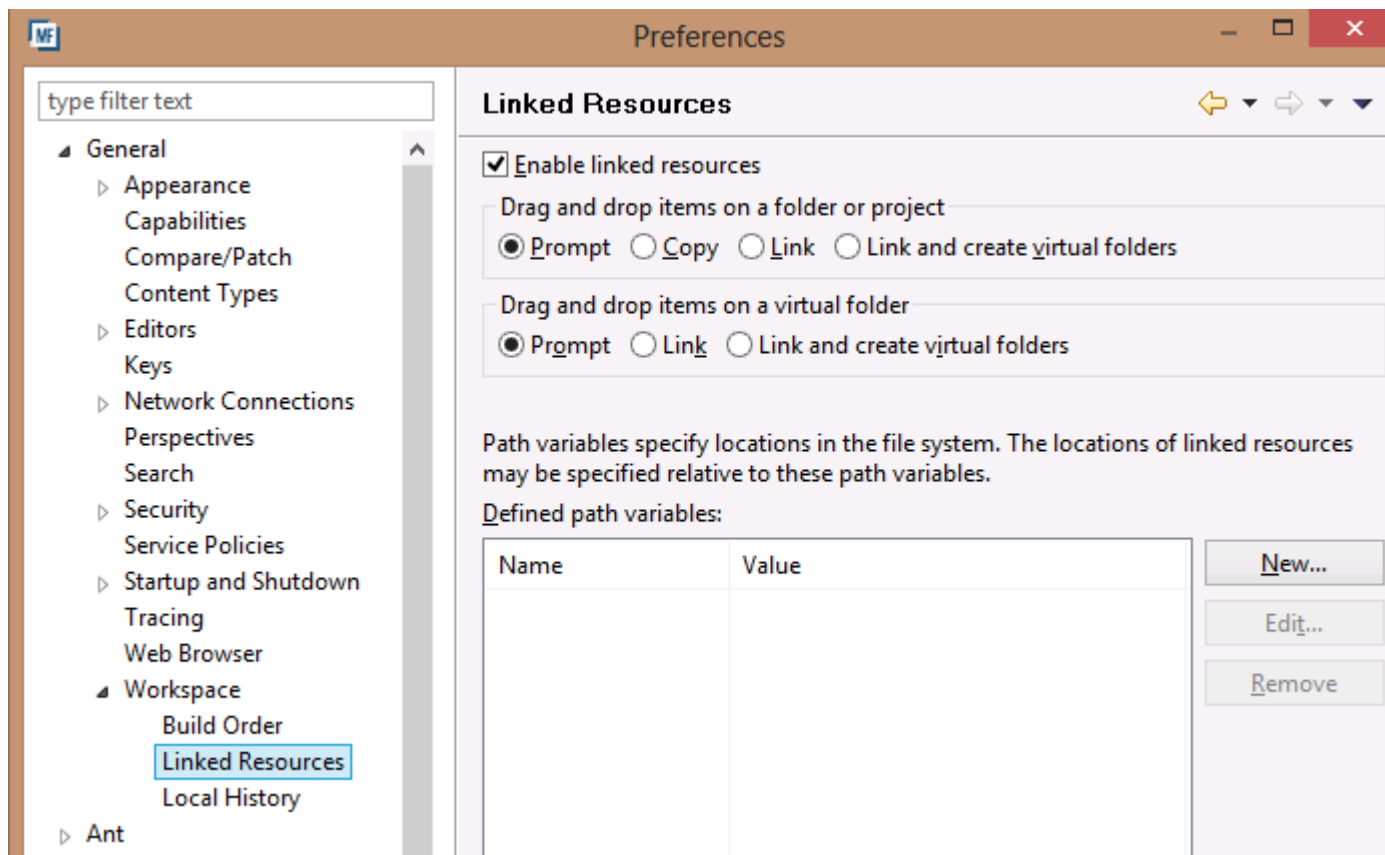 MF
Preferences
type filter text
General
Appearance
Capabilities
Compare/Patch
Content Types
Editors
Keys
Network Connections
Perspectives
Search
Security
Service Policies
Startup and Shutdown
Tracing
Web Browser
Workspace
Build Order
Linked Resources
Local History
Ant
Linked Resources
Enable linked resources
Drag and drop items on a folder or project
Prompt Copy Link Link and create virtual folders
Drag and drop items on a virtual folder
Prompt Link Link and create virtual folders
Path variables specify locations in the file system. The locations of linked resources
may be specified relative to these path variables.
Defined path variables:
Name Value
New...
Edit...
Remove